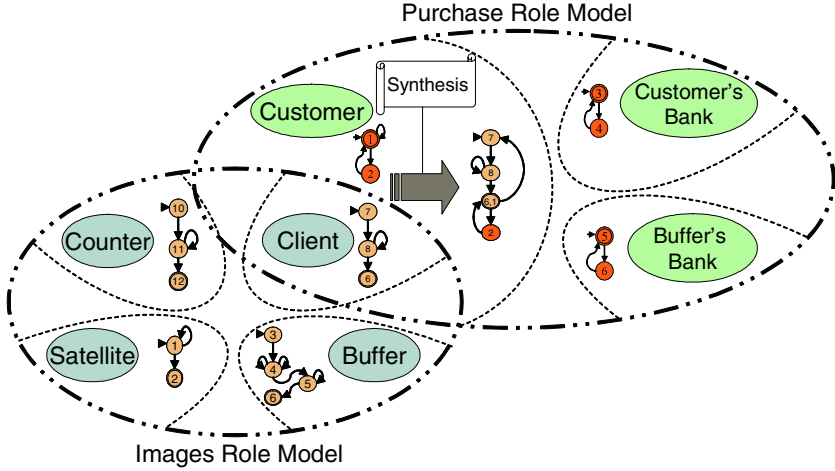 Purchase Role Model
Synthesis
Customer
Customer's
Bank
1
2
7
8
6,1
2
3
4
Counter
10
11
12
Client
7
8
6
Buffer's
Bank
5
6
Satellite
1
2
3
4
5
6
Buffer
Images Role Model